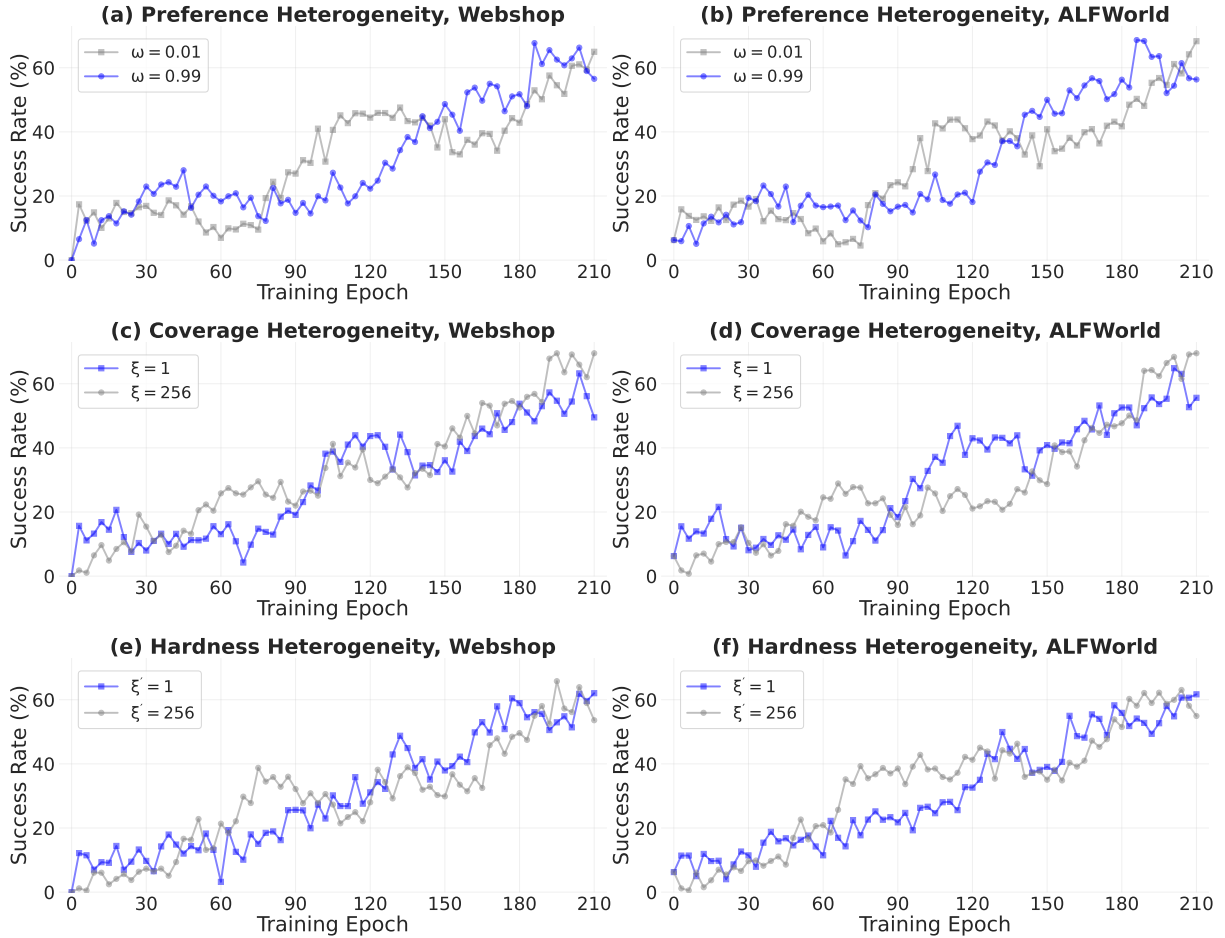 (a) Preference Heterogeneity, Webshop
ω = 0.01
ω = 0.99
Success Rate (%)
60
40
20
0
0 30 60 90 120 150 180 210
Training Epoch
(b) Preference Heterogeneity, ALFWorld
ω = 0.01
ω = 0.99
Success Rate (%)
60
40
20
0
0 30 60 90 120 150 180 210
Training Epoch
(c) Coverage Heterogeneity, Webshop
ξ = 1
ξ = 256
Success Rate (%)
60
40
20
0
0 30 60 90 120 150 180 210
Training Epoch
(d) Coverage Heterogeneity, ALFWorld
ξ = 1
ξ = 256
Success Rate (%)
60
40
20
0
0 30 60 90 120 150 180 210
Training Epoch
(e) Hardness Heterogeneity, Webshop
ξ′ = 1
ξ′ = 256
Success Rate (%)
60
40
20
0
0 30 60 90 120 150 180 210
Training Epoch
(f) Hardness Heterogeneity, ALFWorld
ξ′ = 1
ξ′ = 256
Success Rate (%)
60
40
20
0
0 30 60 90 120 150 180 210
Training Epoch